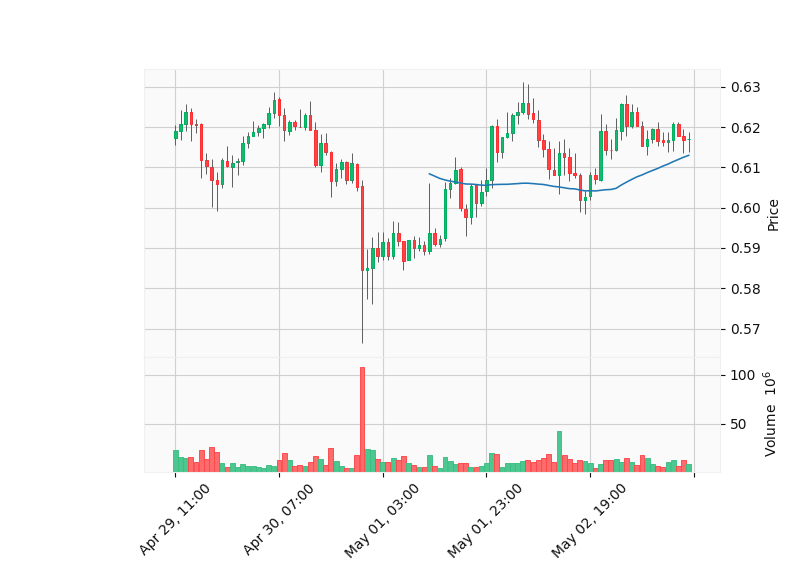 0.63
0.62
0.61
0.60
0.59
0.58
0.57
Price
100
50
Volume 10^6
Apr 29, 11:00
Apr 30, 07:00
May 01, 03:00
May 01, 23:00
May 02, 19:00